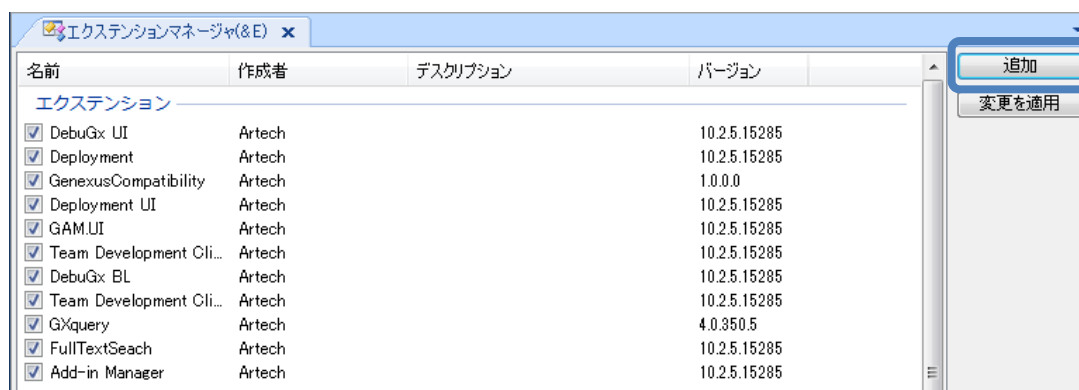 エクステンションマネージャ(&E) x
名前 作成者 デスクリプション バージョン
追加
変更を適用
エクステンション
DebuGx UI Artech 10.2.5.15285
Deployment Artech 10.2.5.15285
GenexusCompatibility Artech 1.0.0.0
Deployment UI Artech 10.2.5.15285
GAM.UI Artech 10.2.5.15285
Team Development Cli... Artech 10.2.5.15285
DebuGx BL Artech 10.2.5.15285
Team Development Cli... Artech 10.2.5.15285
GXquery Artech 4.0.350.5
FullTextSeach Artech 10.2.5.15285
Add-in Manager Artech 10.2.5.15285